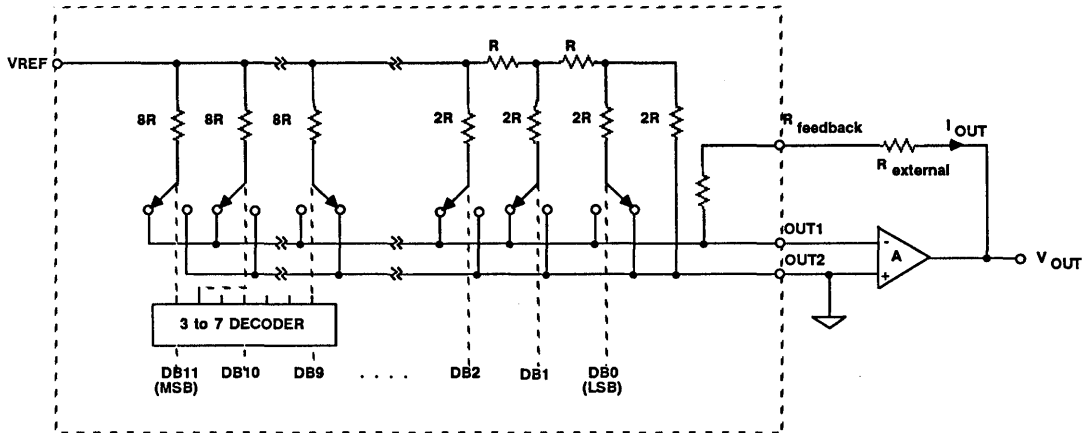 R R
VREF
8R 8R 8R 2R 2R 2R 2R
R feedback
I OUT
R external
OUT1
OUT2
- A +
V OUT
3 to 7 DECODER
DB11 DB10 DB9 . . . . DB2 DB1 DB0
(MSB) (LSB)